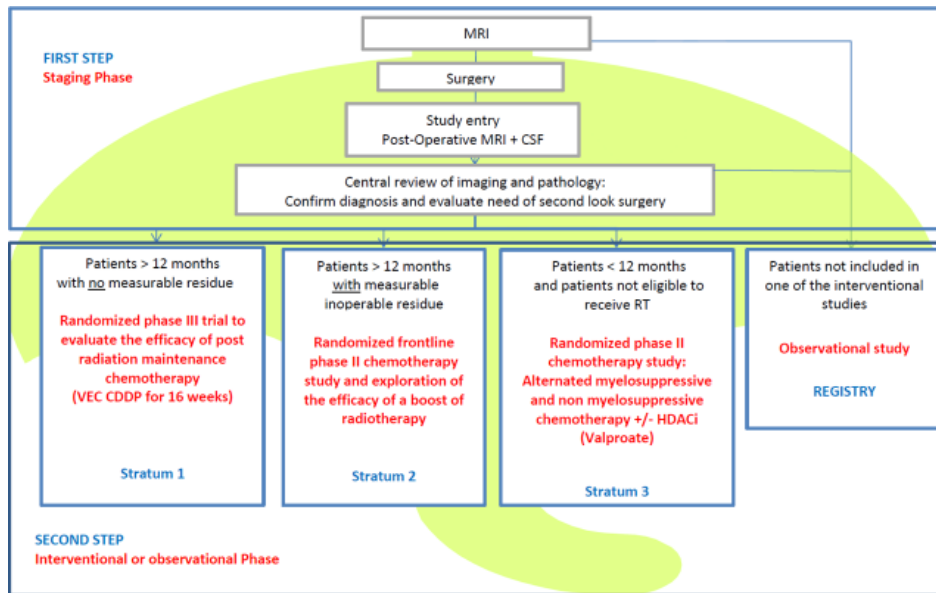 FIRST STEP
Staging Phase
MRI
Surgery
Study entry
Post-Operative MRI + CSF
Central review of imaging and pathology:
Confirm diagnosis and evaluate need of second look surgery
Patients > 12 months
with no measurable residue
Randomized phase III trial to
evaluate the efficacy of post
radiation maintenance
chemotherapy
(VEC CDDP for 16 weeks)
Stratum 1
Patients > 12 months
with measurable
inoperable residue
Randomized frontline
phase II chemotherapy
study and exploration of
the efficacy of a boost of
radiotherapy
Stratum 2
Patients < 12 months
and patients not eligible to
receive RT
Randomized phase II
chemotherapy study:
Alternated myelosuppressive
and non myelosuppressive
chemotherapy +/- HDACi
(Valproate)
Stratum 3
Patients not included in
one of the interventional
studies
Observational study
REGISTRY
SECOND STEP
Interventional or observational Phase